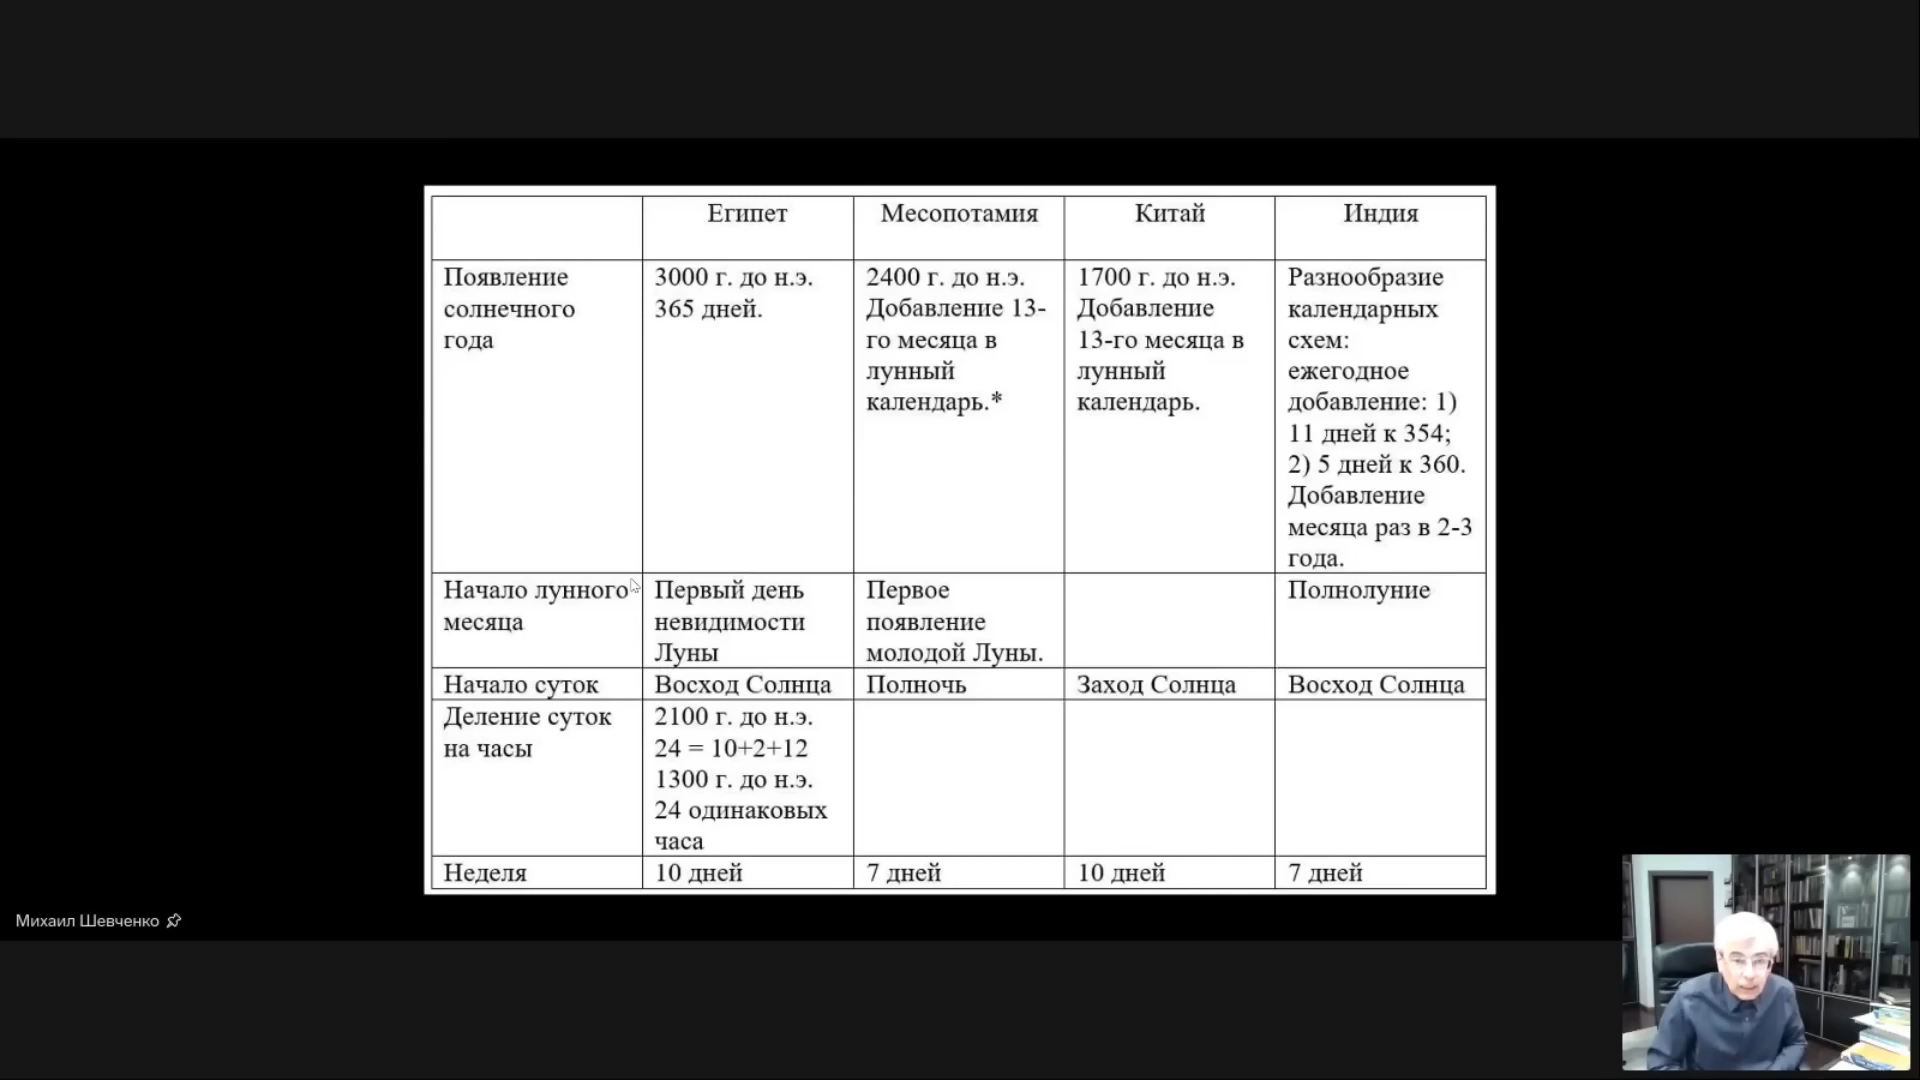 Египет
Месопотамия
Китай
Индия
Появление
солнечного
года
3000 г. до н.э.
365 дней.
2400 г. до н.э.
Добавление 13-
го месяца в
лунный
календарь.*
1700 г. до н.э.
Добавление
13-го месяца в
лунный
календарь.
Разнообразие
календарных
схем:
ежегодное
добавление: 1)
11 дней к 354;
2) 5 дней к 360.
Добавление
месяца раз в 2-3
года.
Начало лунного
месяца
Первый день
невидимости
Луны
Первое
появление
молодой Луны.
Полнолуние
Начало суток
Восход Солнца
Полночь
Заход Солнца
Восход Солнца
Деление суток
на часы
2100 г. до н.э.
24 = 10+2+12
1300 г. до н.э.
24 одинаковых
часа
Неделя
10 дней
7 дней
10 дней
7 дней
Михаил Шевченко